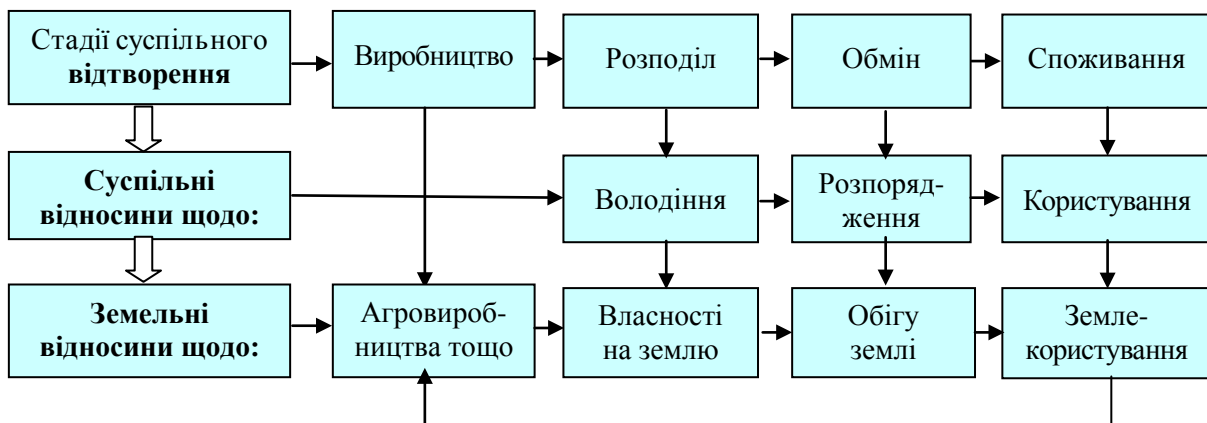 Стадії суспільного
відтворення
Виробництво
Розподіл
Обмін
Споживання
Суспільні
відносини щодо:
Володіння
Розпоряд-
ження
Користування
Земельні
відносини щодо:
Агровироб-
ництва тощо
Власності
на землю
Обігу
землі
Земле-
користування